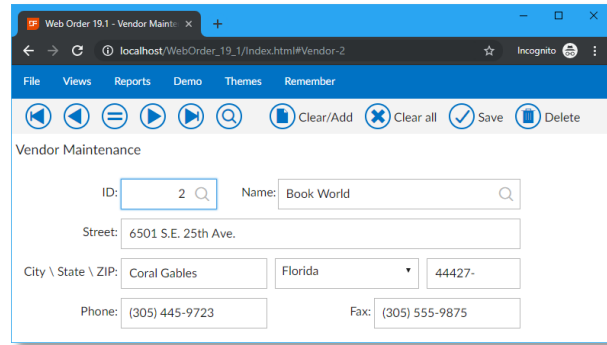 DF Web Order 19.1 - Vendor Mainte
localhost/WebOrder_19_1/Index.html#Vendor-2 Incognito
File Views Reports Demo Themes Remember
Clear/Add Clear all Save Delete
Vendor Maintenance
ID: 2 Name: Book World
Street: 6501 S.E. 25th Ave.
City \ State \ ZIP: Coral Gables Florida 44427-
Phone: (305) 445-9723 Fax: (305) 555-9875